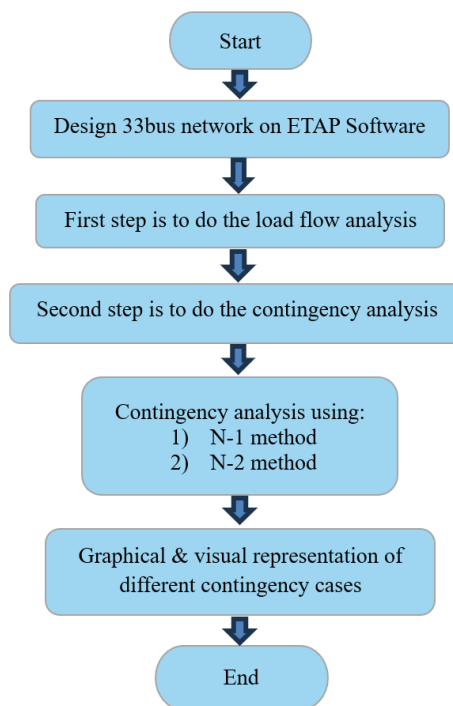 Start
Design 33bus network on ETAP Software
First step is to do the load flow analysis
Second step is to do the contingency analysis
Contingency analysis using:
1) N-1 method
2) N-2 method
Graphical & visual representation of
different contingency cases
End